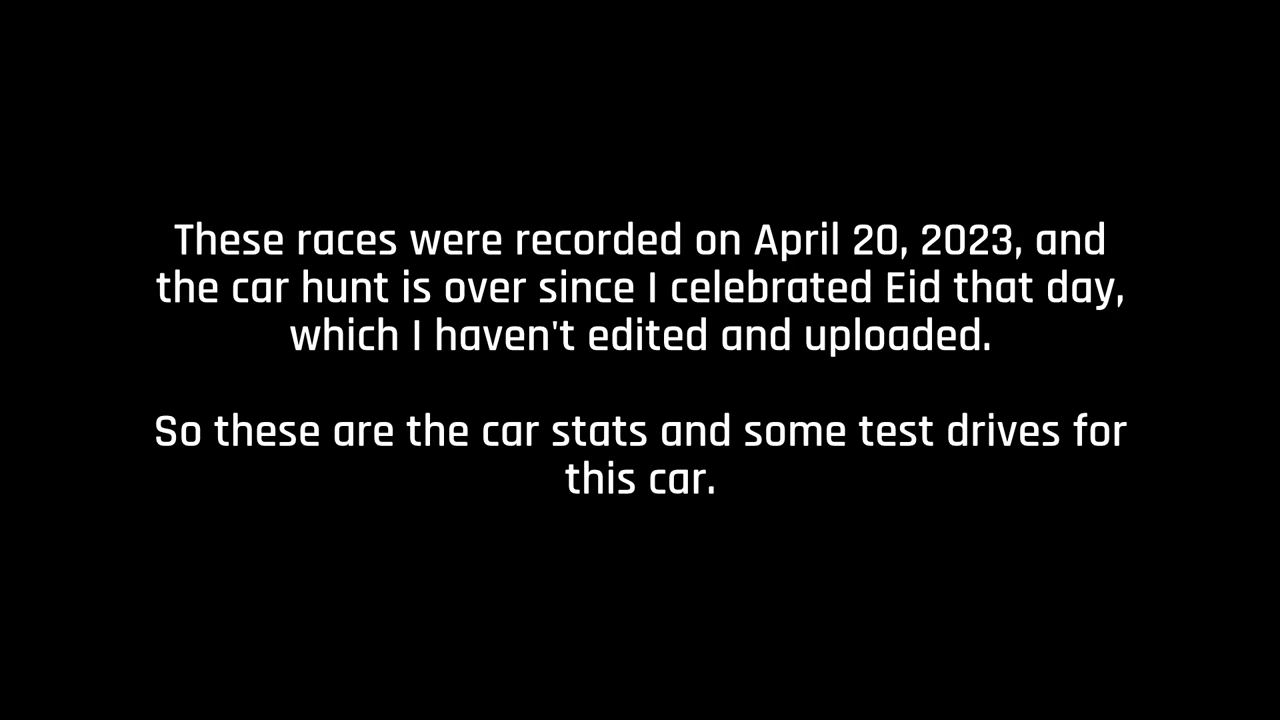 These races were recorded on April 20, 2023, and
the car hunt is over since I celebrated Eid that day,
which I haven't edited and uploaded.
So these are the car stats and some test drives for
this car.